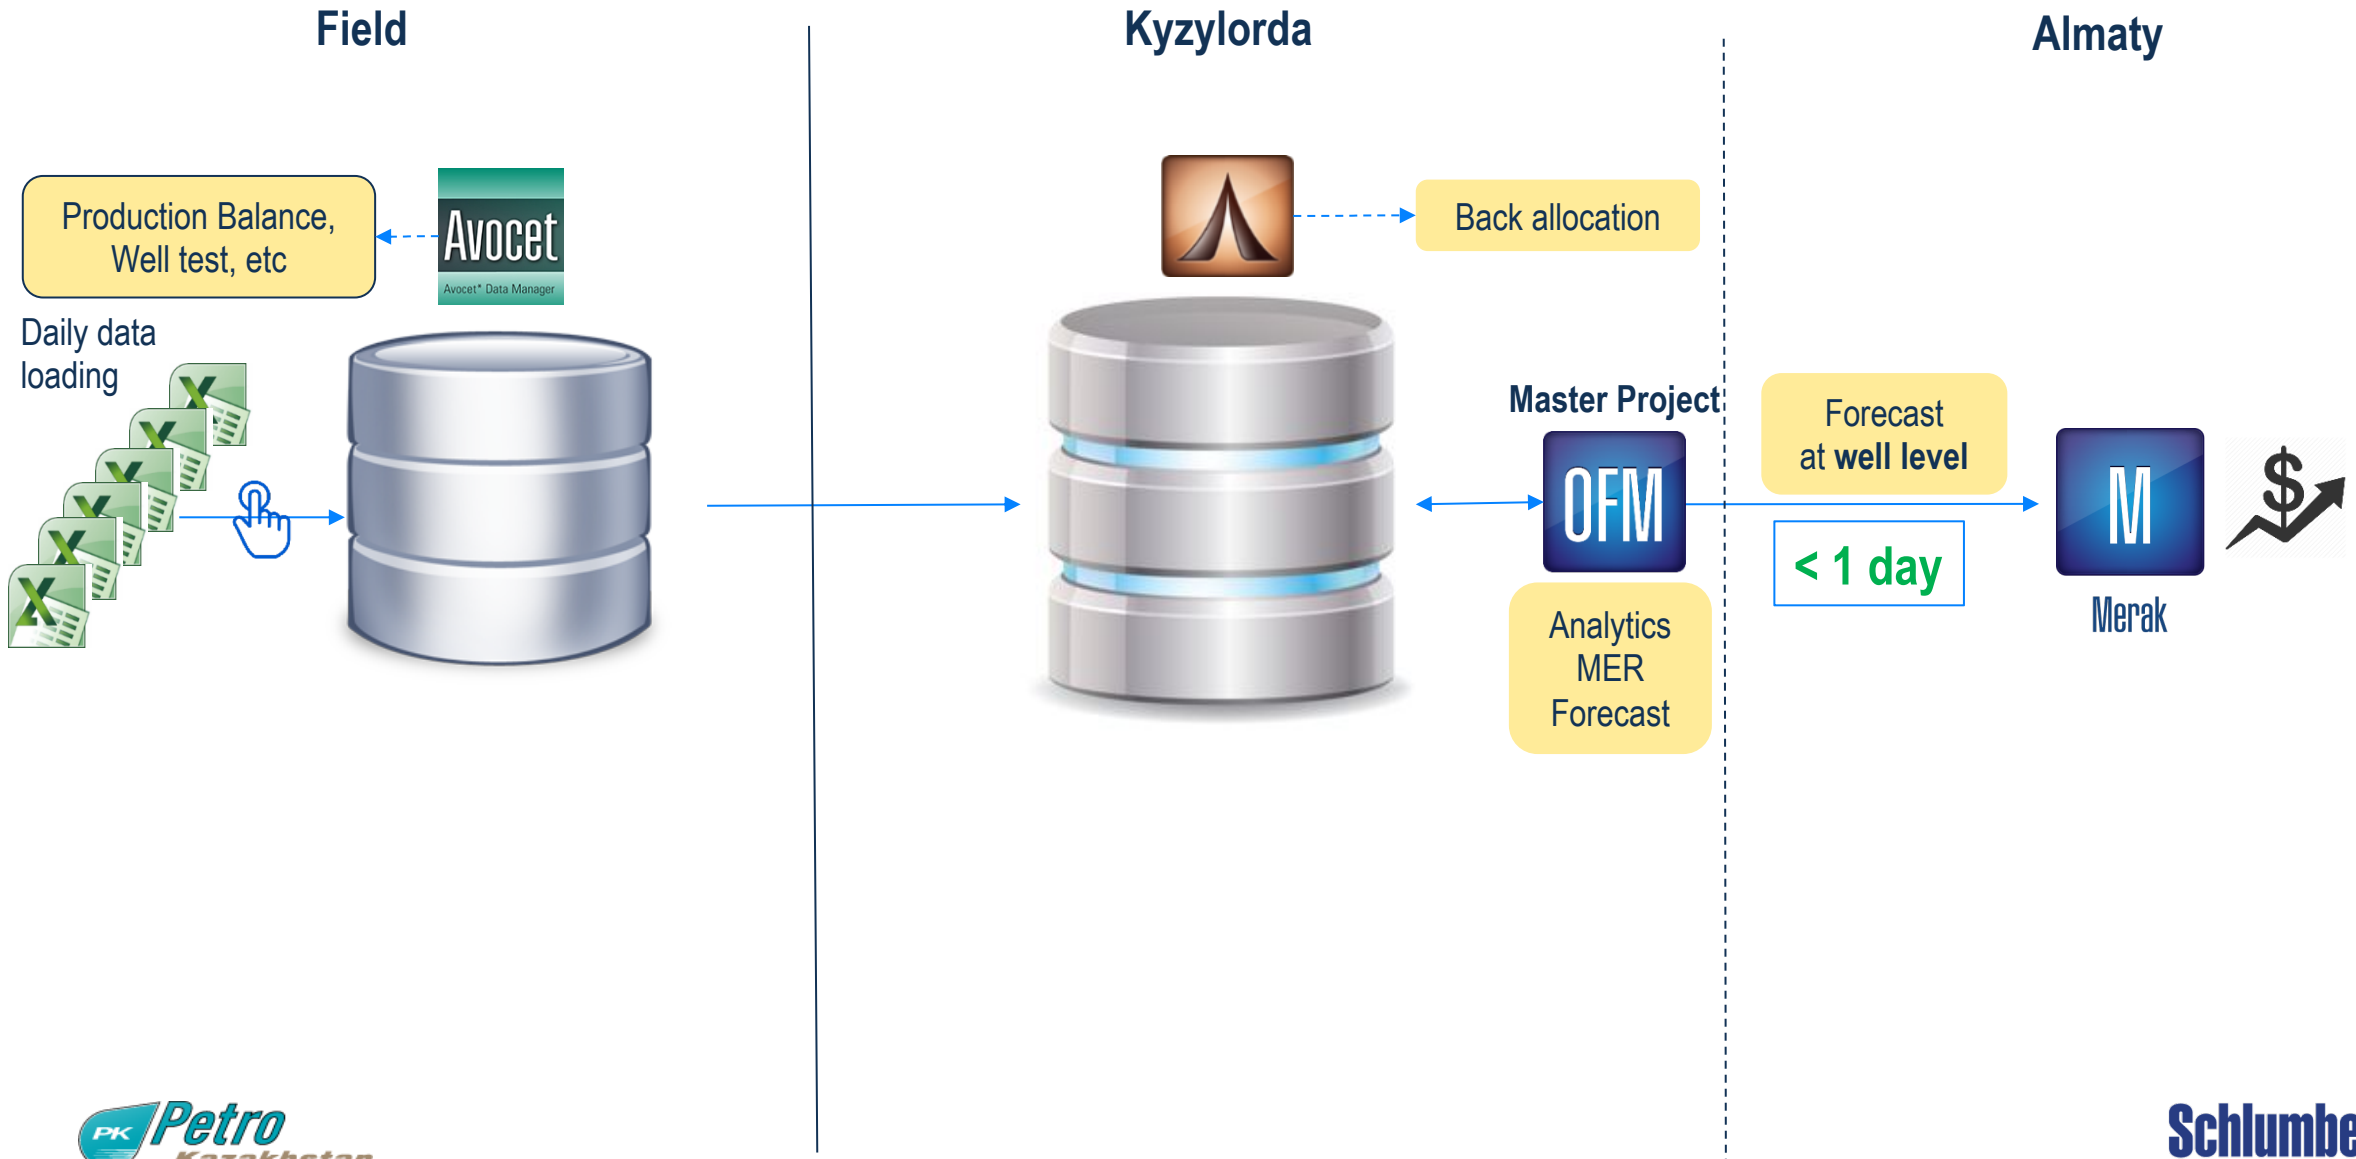 Field
Kyzylorda
Almaty
Production Balance,
Well test, etc
Avocet
Avocet* Data Manager
Back allocation
Daily data
loading
Master Project
OFM
Analytics
MER
Forecast
Forecast
at well level
< 1 day
M
Merak
PK Petro
Kazakhstan
Schlumbe